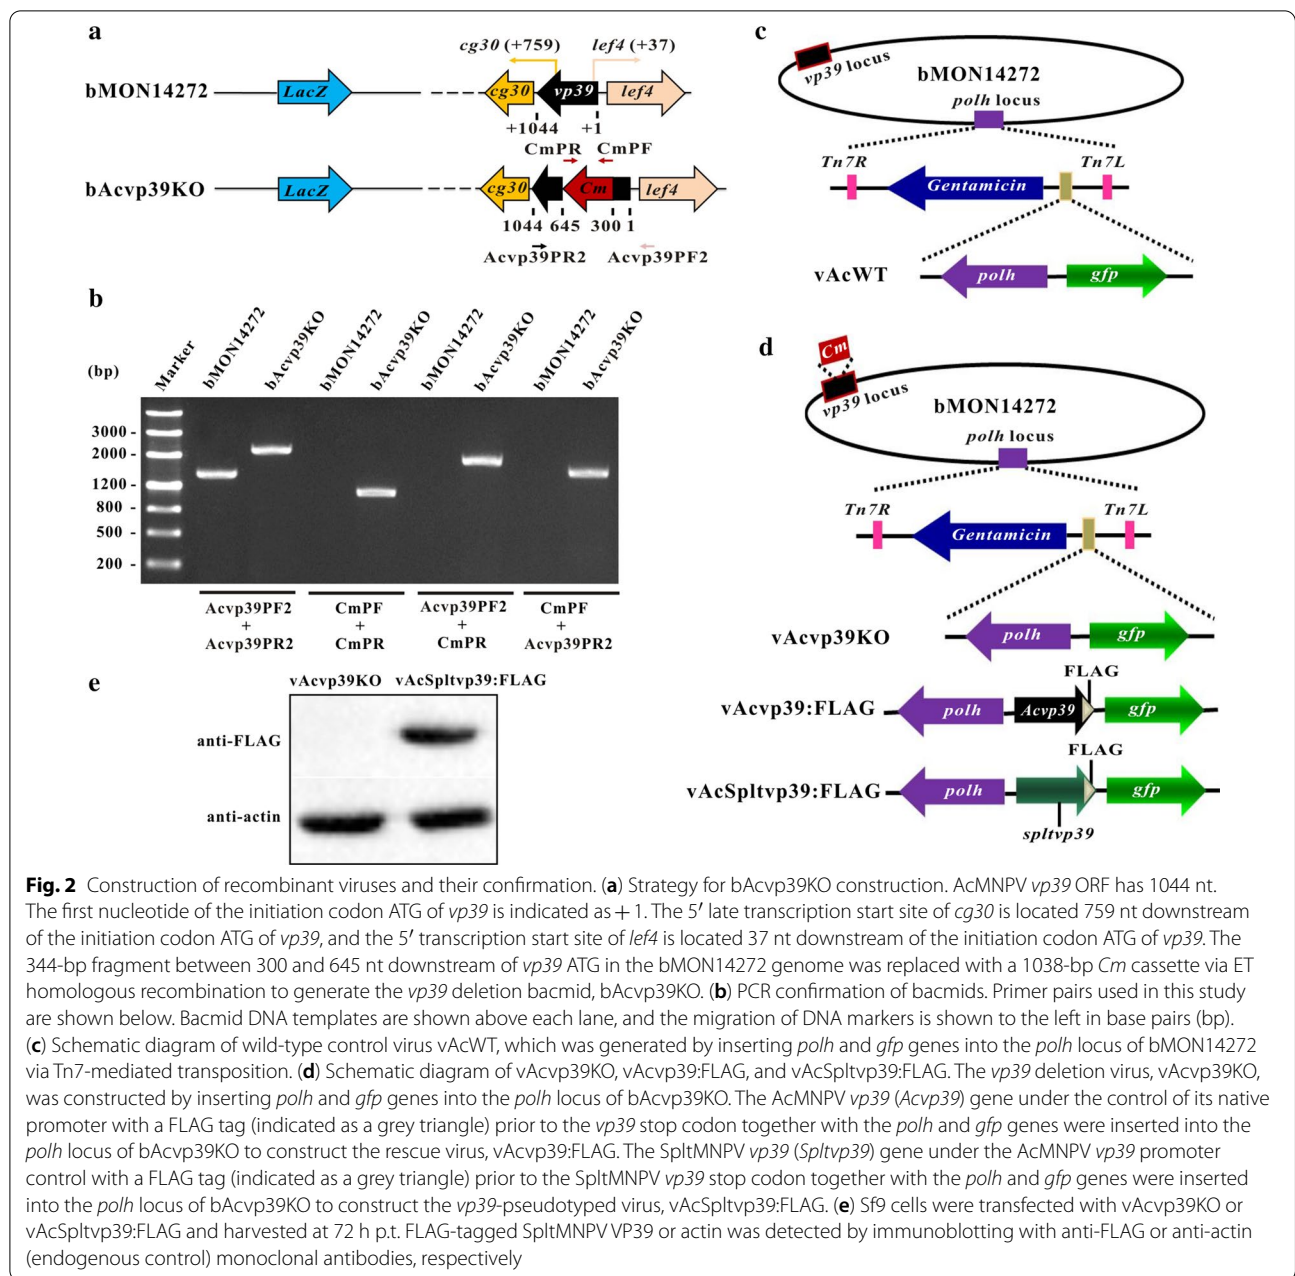 a
cg30 (+759) lef4 (+37)
bMON14272 LacZ cg30 vp39 lef4
+1044 +1
CmPR CmPF
bAcvp39KO LacZ cg30 Cm lef4
1044 645 300 1
Acvp39PR2 Acvp39PF2
b
(bp) Marker bMON14272 bAcvp39KO bMON14272 bAcvp39KO bMON14272 bAcvp39KO bMON14272 bAcvp39KO
3000 -
2000 -
1200 -
800 -
500 -
200 -
Acvp39PF2 CmPF Acvp39PF2 CmPF
+ + + +
Acvp39PR2 CmPR CmPR Acvp39PR2
c
vp39 locus
bMON14272
polh locus
Tn7R Tn7L
Gentamicin
vAcWT polh gfp
d
Cm
vp39 locus
bMON14272
polh locus
Tn7R Tn7L
Gentamicin
vAcvp39KO polh gfp
FLAG
vAcvp39:FLAG polh Acvp39 gfp
FLAG
vAcSpltvp39:FLAG polh gfp
spltvp39
e
vAcvp39KO vAcSpltvp39:FLAG
anti-FLAG
anti-actin
Fig. 2 Construction of recombinant viruses and their confirmation. (a) Strategy for bAcvp39KO construction. AcMNPV vp39 ORF has 1044 nt.
The first nucleotide of the initiation codon ATG of vp39 is indicated as + 1. The 5′ late transcription start site of cg30 is located 759 nt downstream
of the initiation codon ATG of vp39, and the 5′ transcription start site of lef4 is located 37 nt downstream of the initiation codon ATG of vp39. The
344-bp fragment between 300 and 645 nt downstream of vp39 ATG in the bMON14272 genome was replaced with a 1038-bp Cm cassette via ET
homologous recombination to generate the vp39 deletion bacmid, bAcvp39KO. (b) PCR confirmation of bacmids. Primer pairs used in this study
are shown below. Bacmid DNA templates are shown above each lane, and the migration of DNA markers is shown to the left in base pairs (bp).
(c) Schematic diagram of wild-type control virus vAcWT, which was generated by inserting polh and gfp genes into the polh locus of bMON14272
via Tn7-mediated transposition. (d) Schematic diagram of vAcvp39KO, vAcvp39:FLAG, and vAcSpltvp39:FLAG. The vp39 deletion virus, vAcvp39KO,
was constructed by inserting polh and gfp genes into the polh locus of bAcvp39KO. The AcMNPV vp39 (Acvp39) gene under the control of its native
promoter with a FLAG tag (indicated as a grey triangle) prior to the vp39 stop codon together with the polh and gfp genes were inserted into the
polh locus of bAcvp39KO to construct the rescue virus, vAcvp39:FLAG. The SpltMNPV vp39 (Spltvp39) gene under the AcMNPV vp39 promoter
control with a FLAG tag (indicated as a grey triangle) prior to the SpltMNPV vp39 stop codon together with the polh and gfp genes were inserted
into the polh locus of bAcvp39KO to construct the vp39-pseudotyped virus, vAcSpltvp39:FLAG. (e) Sf9 cells were transfected with vAcvp39KO or
vAcSpltvp39:FLAG and harvested at 72 h p.t. FLAG-tagged SpltMNPV VP39 or actin was detected by immunoblotting with anti-FLAG or anti-actin
(endogenous control) monoclonal antibodies, respectively